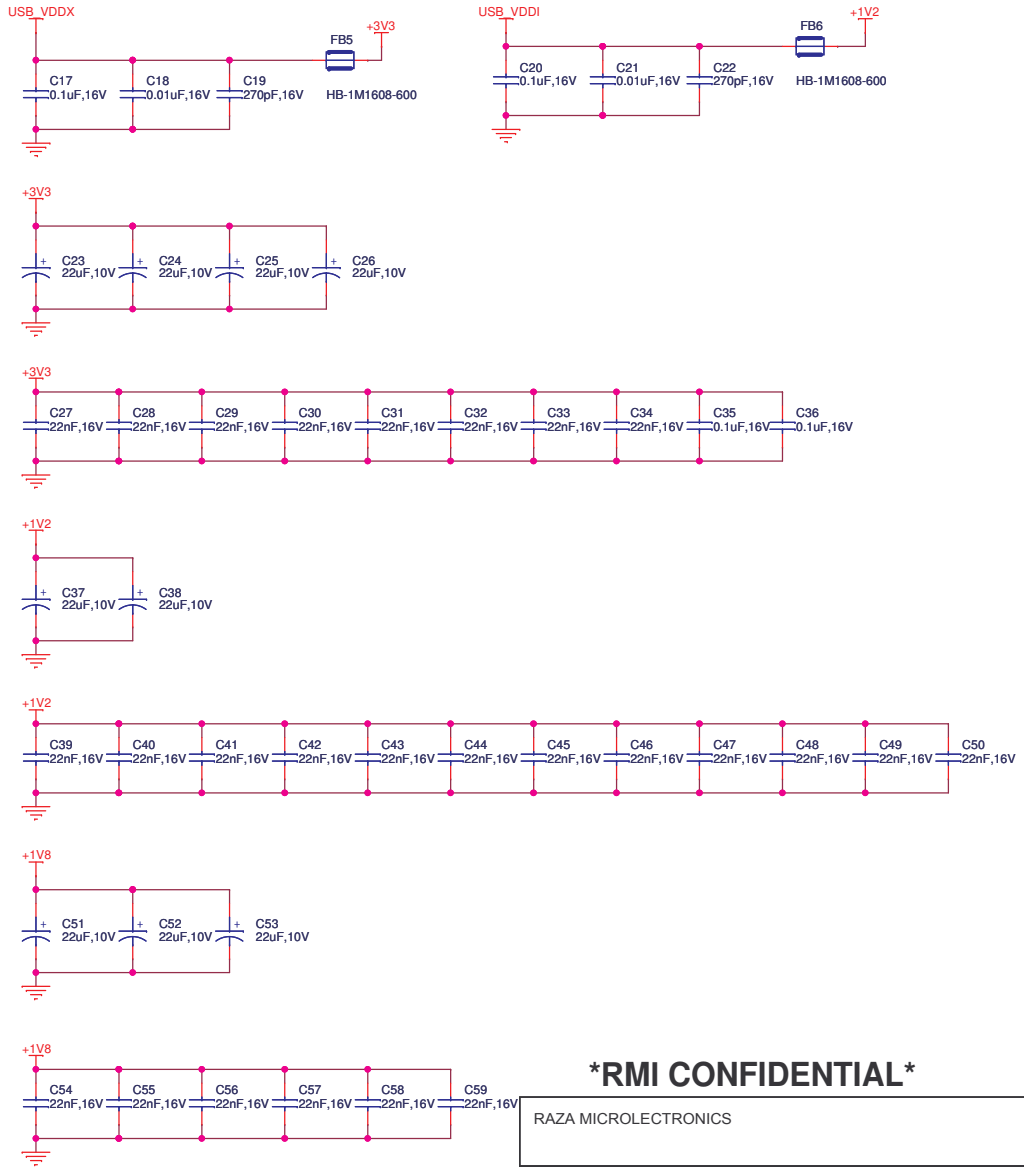 USB_VDDX
+3V3
FB5
C17
0.1uF,16V
C18
0.01uF,16V
C19
270pF,16V
HB-1M1608-600
USB_VDDI
+1V2
FB6
C20
0.1uF,16V
C21
0.01uF,16V
C22
270pF,16V
HB-1M1608-600
+3V3
+ C23
22uF,10V
+ C24
22uF,10V
+ C25
22uF,10V
+ C26
22uF,10V
+3V3
C27
22nF,16V
C28
22nF,16V
C29
22nF,16V
C30
22nF,16V
C31
22nF,16V
C32
22nF,16V
C33
22nF,16V
C34
22nF,16V
C35
0.1uF,16V
C36
0.1uF,16V
+1V2
+ C37
22uF,10V
+ C38
22uF,10V
+1V2
C39
22nF,16V
C40
22nF,16V
C41
22nF,16V
C42
22nF,16V
C43
22nF,16V
C44
22nF,16V
C45
22nF,16V
C46
22nF,16V
C47
22nF,16V
C48
22nF,16V
C49
22nF,16V
C50
22nF,16V
+1V8
+ C51
22uF,10V
+ C52
22uF,10V
+ C53
22uF,10V
+1V8
C54
22nF,16V
C55
22nF,16V
C56
22nF,16V
C57
22nF,16V
C58
22nF,16V
C59
22nF,16V
*RMI CONFIDENTIAL*
RAZA MICROLECTRONICS